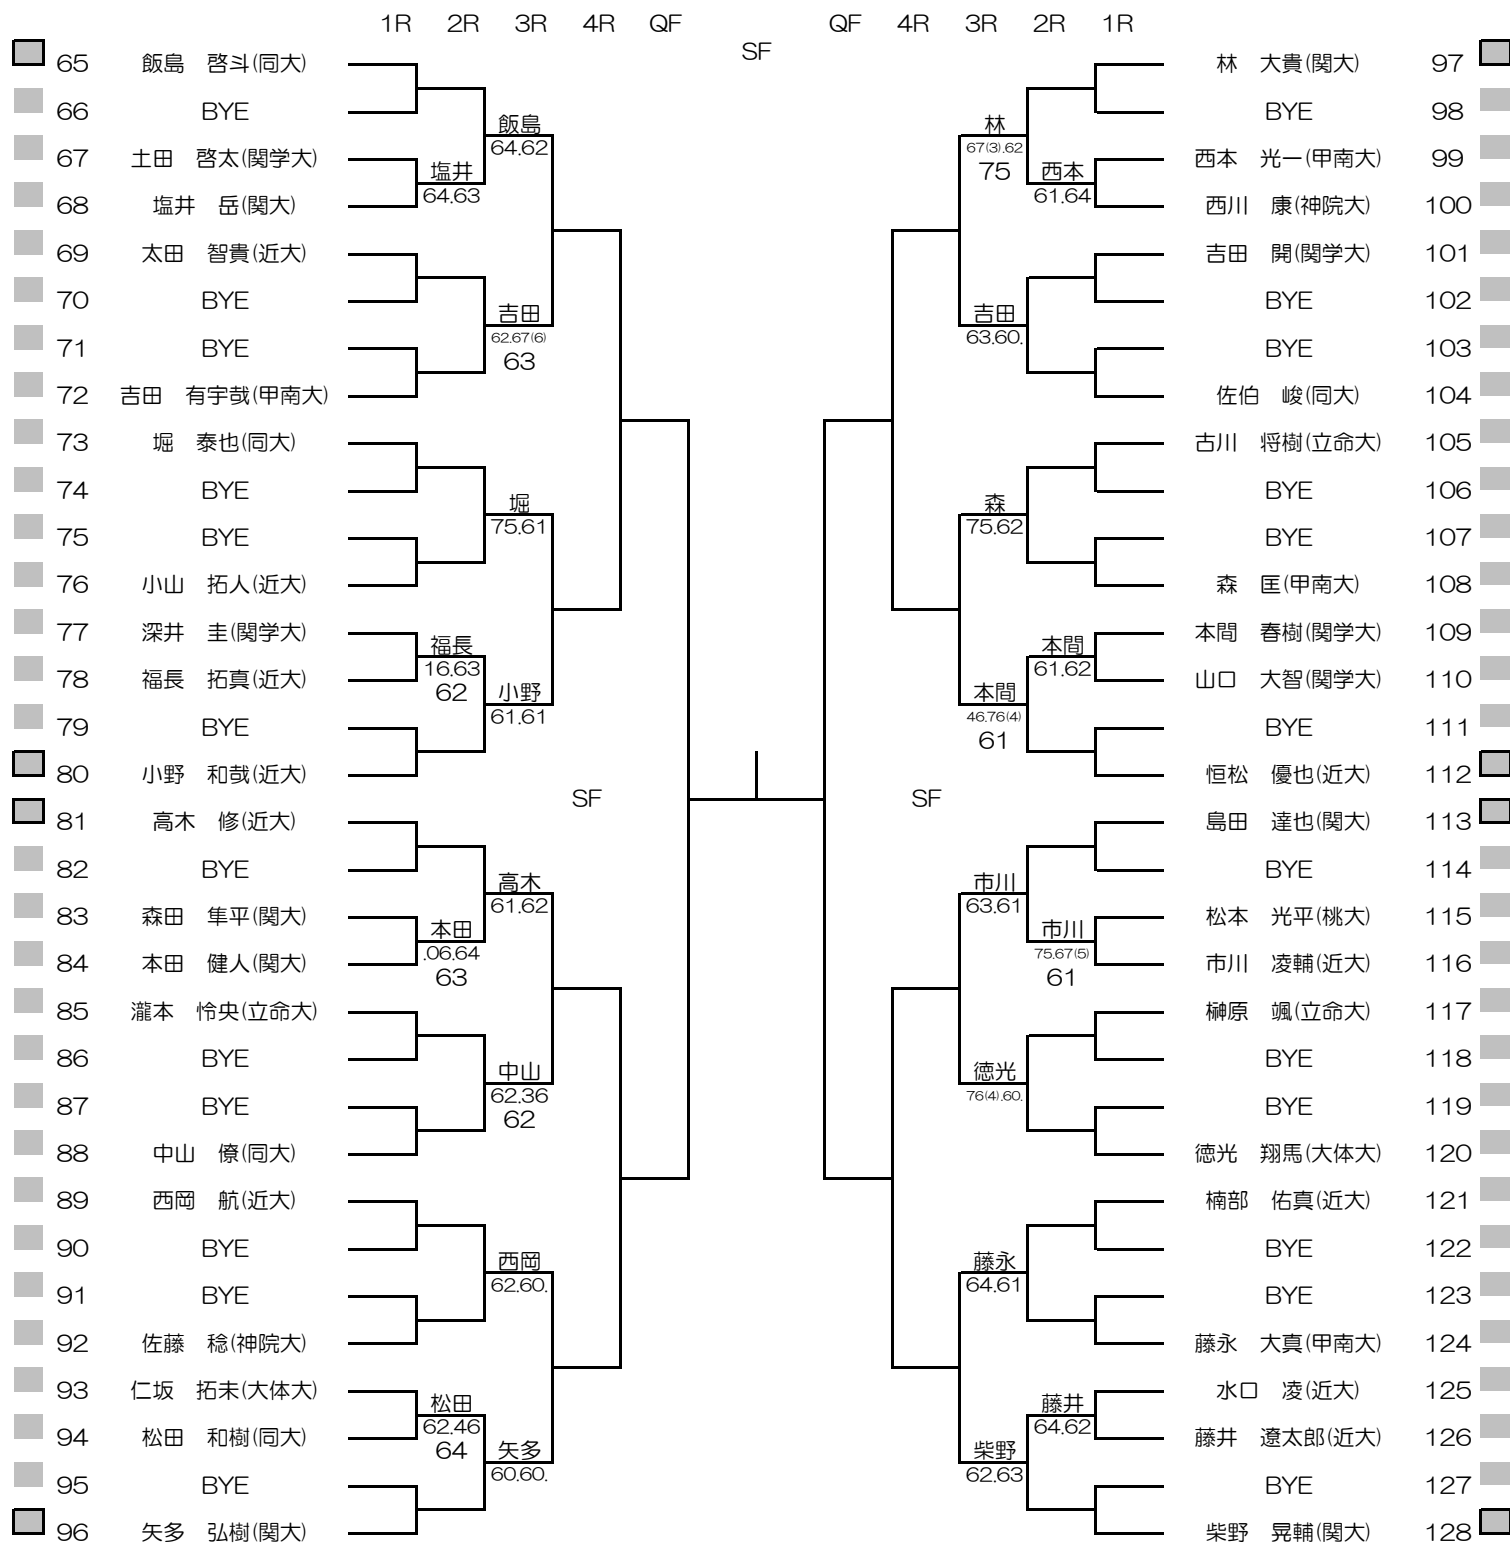 1R 2R 3R 4R QF SF QF 4R 3R 2R 1R
65 飯島 啓斗(同大) 林 大貴(関大) 97
66 BYE BYE 98
飯島 林
64.62 67(3).62
67 土田 啓太(関学大) 西本 光一(甲南大) 99
塩井 75 西本
64.63 61.64
68 塩井 岳(関大) 西川 康(神院大) 100
69 太田 智貴(近大) 吉田 開(関学大) 101
70 BYE BYE 102
吉田 吉田
62.67(6) 63.60.
71 BYE BYE 103
63
72 吉田 有宇哉(甲南大) 佐伯 峻(同大) 104
73 堀 泰也(同大) 古川 将樹(立命大) 105
74 BYE BYE 106
堀 森
75.61 75.62
75 BYE BYE 107
76 小山 拓人(近大) 森 匡(甲南大) 108
77 深井 圭(関学大) 本間 春樹(関学大) 109
福長 本間
16.63 61.62
78 福長 拓真(近大) 山口 大智(関学大) 110
62 小野 本間
61.61 46.76(4)
79 BYE BYE 111
61
80 小野 和哉(近大) 恒松 優也(近大) 112
SF SF
81 高木 修(近大) 島田 達也(関大) 113
82 BYE BYE 114
高木 市川
61.62 63.61
83 森田 隼平(関大) 松本 光平(桃大) 115
本田 市川
.06.64 75.67(5)
84 本田 健人(関大) 市川 凌輔(近大) 116
63 61
85 瀧本 怜央(立命大) 榊原 颯(立命大) 117
86 BYE BYE 118
中山 徳光
62.36 76(4).60.
87 BYE BYE 119
62
88 中山 僚(同大) 徳光 翔馬(大体大) 120
89 西岡 航(近大) 楠部 佑真(近大) 121
90 BYE BYE 122
西岡 藤永
62.60. 64.61
91 BYE BYE 123
92 佐藤 稔(神院大) 藤永 大真(甲南大) 124
93 仁坂 拓未(大体大) 水口 凌(近大) 125
松田 藤井
62.46 64.62
94 松田 和樹(同大) 藤井 遼太郎(近大) 126
64 矢多 柴野
60.60. 62.63
95 BYE BYE 127
96 矢多 弘樹(関大) 柴野 晃輔(関大) 128